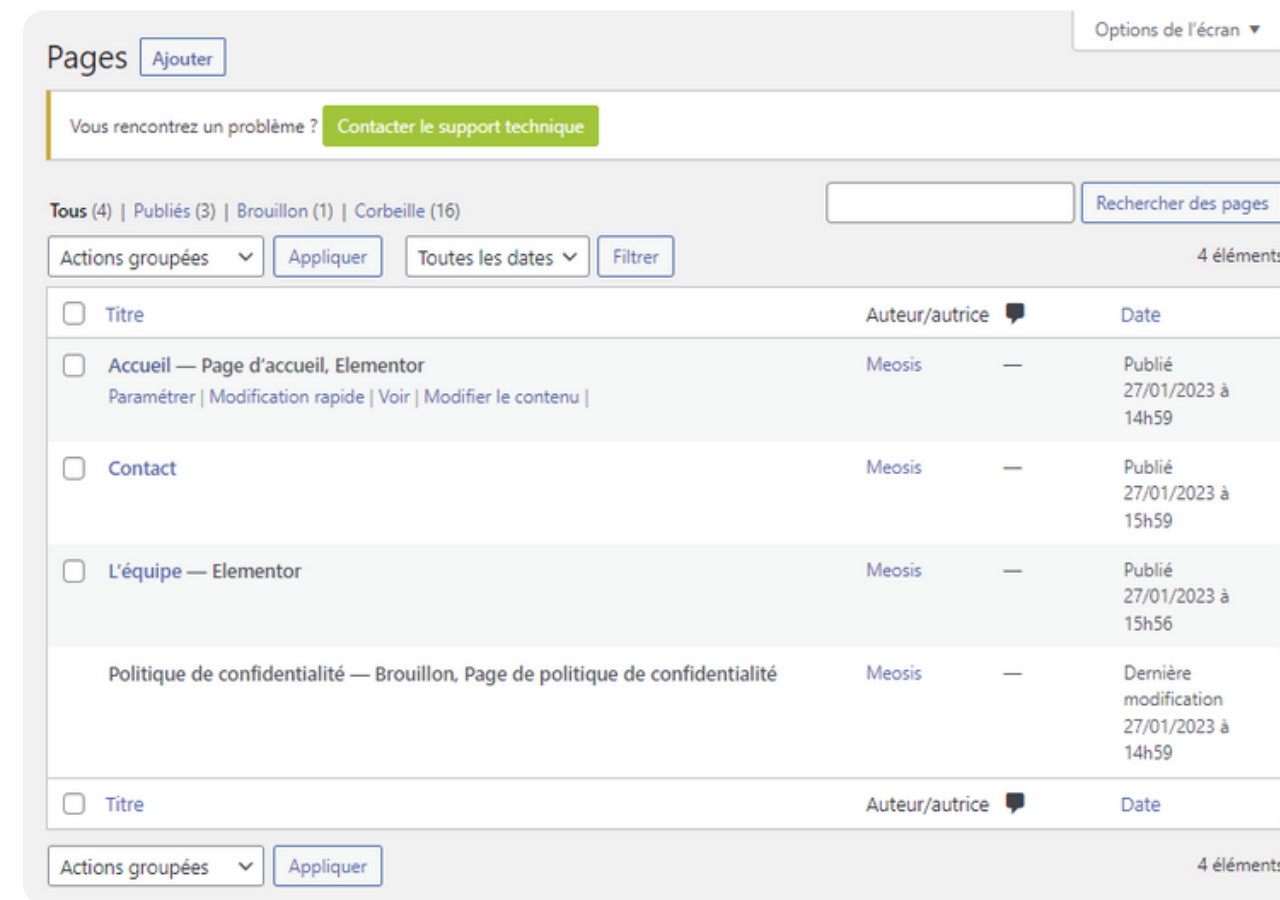 Options de l'écran ▼
Pages Ajouter
Vous rencontrez un problème ? Contacter le support technique
Tous (4) | Publiés (3) | Brouillon (1) | Corbeille (16)
Rechercher des pages
Actions groupées Appliquer Toutes les dates Filtrer 4 éléments
Titre Auteur/autrice Date
Accueil — Page d'accueil, Elementor Meosis — Publié
27/01/2023 à
14h59
Paramétrer | Modification rapide | Voir | Modifier le contenu |
Contact Meosis — Publié
27/01/2023 à
15h59
L'équipe — Elementor Meosis — Publié
27/01/2023 à
15h56
Politique de confidentialité — Brouillon, Page de politique de confidentialité Meosis — Dernière
modification
27/01/2023 à
14h59
Titre Auteur/autrice Date
Actions groupées Appliquer 4 éléments